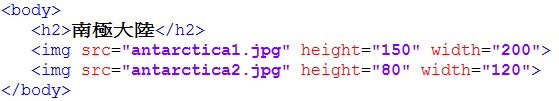 <body>
<h2>南極大陸</h2>
<img src="antarctica1.jpg" height="150" width="200">
<img src="antarctica2.jpg" height="80" width="120">
</body>